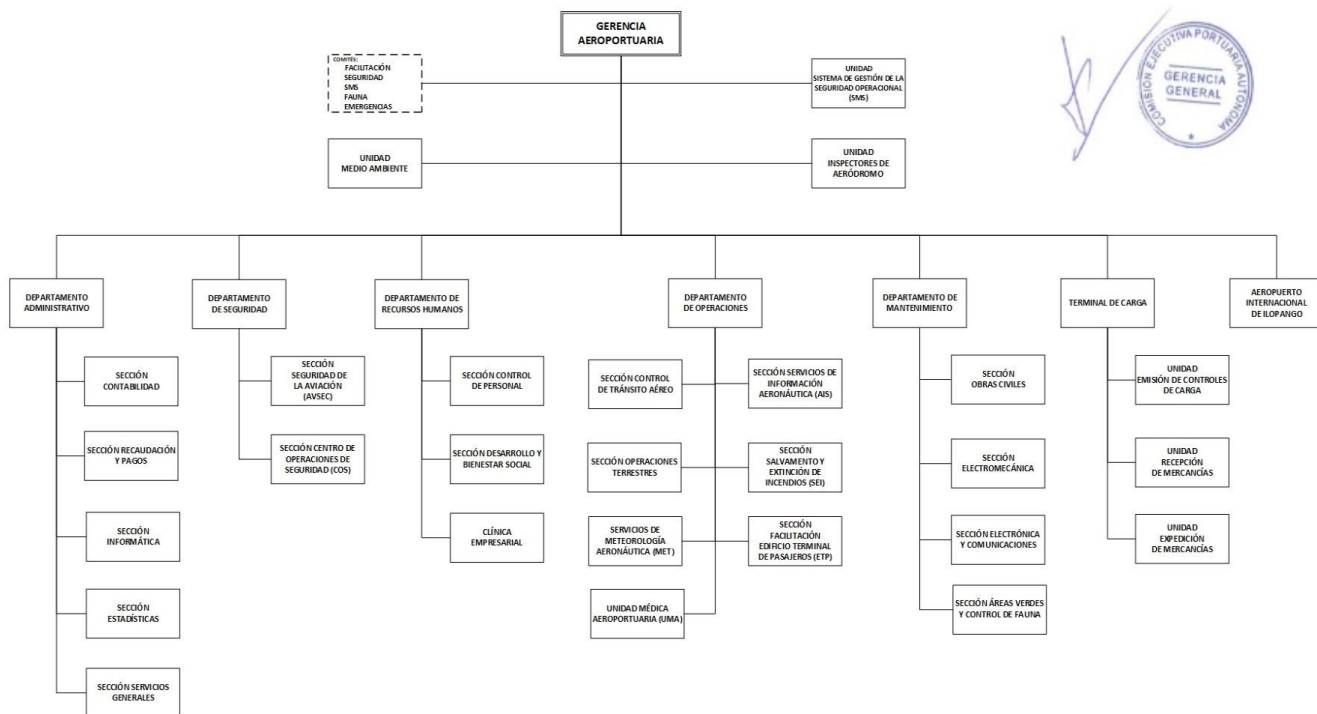 GERENCIA
AEROPORTUARIA
COMITÉS:
FACILITACIÓN
SEGURIDAD
SMS
FAUNA
EMERGENCIAS
UNIDAD
SISTEMA DE GESTIÓN DE LA
SEGURIDAD OPERACIONAL
(SMS)
COMISIÓN EJECUTIVA PORTUARIA AUTÓNOMA
GERENCIA
GENERAL
UNIDAD
MEDIO AMBIENTE
UNIDAD
INSPECTORES DE
AERÓDROMO
DEPARTAMENTO
ADMINISTRATIVO
DEPARTAMENTO
DE SEGURIDAD
DEPARTAMENTO DE
RECURSOS HUMANOS
DEPARTAMENTO
DE OPERACIONES
DEPARTAMENTO DE
MANTENIMIENTO
TERMINAL DE CARGA
AEROPUERTO
INTERNACIONAL
DE ILOPANGO
SECCIÓN
CONTABILIDAD
SECCIÓN RECAUDACIÓN
Y PAGOS
SECCIÓN
INFORMÁTICA
SECCIÓN
ESTADÍSTICAS
SECCIÓN SERVICIOS
GENERALES
SECCIÓN
SEGURIDAD DE
LA AVIACIÓN
(AVSEC)
SECCIÓN CENTRO DE
OPERACIONES DE
SEGURIDAD (COS)
SECCIÓN CONTROL
DE PERSONAL
SECCIÓN DESARROLLO Y
BIENESTAR SOCIAL
CLÍNICA
EMPRESARIAL
SECCIÓN CONTROL
DE TRÁNSITO AÉREO
SECCIÓN OPERACIONES
TERRESTRES
SERVICIOS DE
METEOROLOGÍA
AERONÁUTICA (MET)
UNIDAD MÉDICA
AEROPORTUARIA (UMA)
SECCIÓN SERVICIOS DE
INFORMACIÓN
AERONÁUTICA (AIS)
SECCIÓN
SALVAMENTO Y
EXTINCIÓN DE
INCENDIOS (SEI)
SECCIÓN
FACILITACIÓN
EDIFICIO TERMINAL
DE PASAJEROS (ETP)
SECCIÓN
OBRAS CIVILES
SECCIÓN
ELECTROMECÁNICA
SECCIÓN ELECTRÓNICA
Y COMUNICACIONES
SECCIÓN ÁREAS VERDES
Y CONTROL DE FAUNA
UNIDAD
EMISIÓN DE CONTROLES
DE CARGA
UNIDAD
RECEPCIÓN
DE MERCANCÍAS
UNIDAD
EXPEDICIÓN
DE MERCANCÍAS